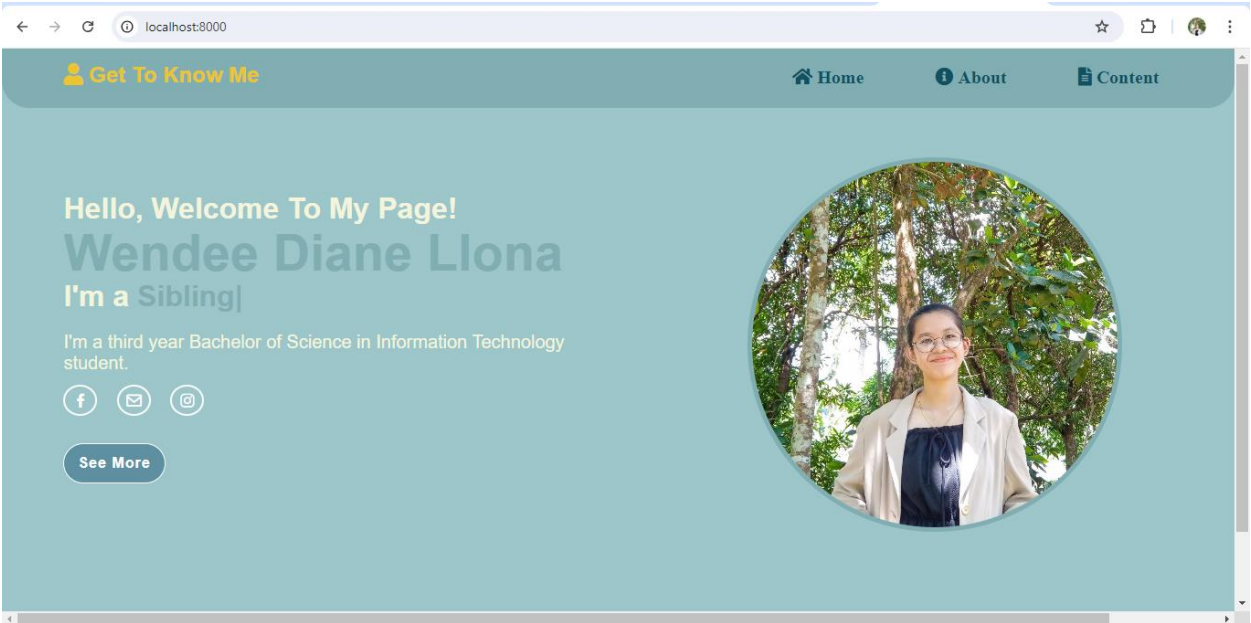 localhost:8000
Get To Know Me
Home
About
Content
Hello, Welcome To My Page!
Wendee Diane Llona
I'm a Sibling|
I'm a third year Bachelor of Science in Information Technology
student.
See More